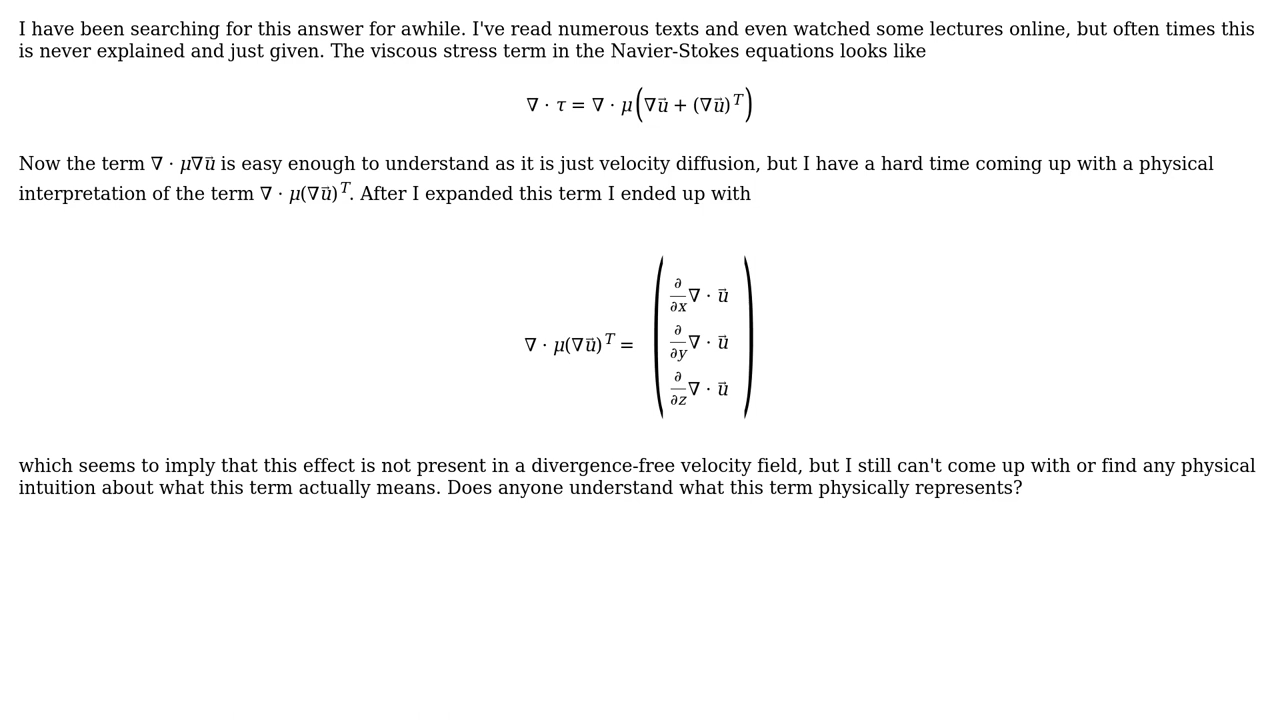 I have been searching for this answer for awhile. I've read numerous texts and even watched some lectures online, but often times this
is never explained and just given. The viscous stress term in the Navier-Stokes equations looks like
∇ · τ = ∇ · μ(∇u⃗ + (∇u⃗)^T)
Now the term ∇ · μ∇u⃗ is easy enough to understand as it is just velocity diffusion, but I have a hard time coming up with a physical
interpretation of the term ∇ · μ(∇u⃗)^T. After I expanded this term I ended up with
∇ · μ(∇u⃗)^T = ( ∂/∂x ∇ · u⃗
∂/∂y ∇ · u⃗
∂/∂z ∇ · u⃗ )
which seems to imply that this effect is not present in a divergence-free velocity field, but I still can't come up with or find any physical
intuition about what this term actually means. Does anyone understand what this term physically represents?